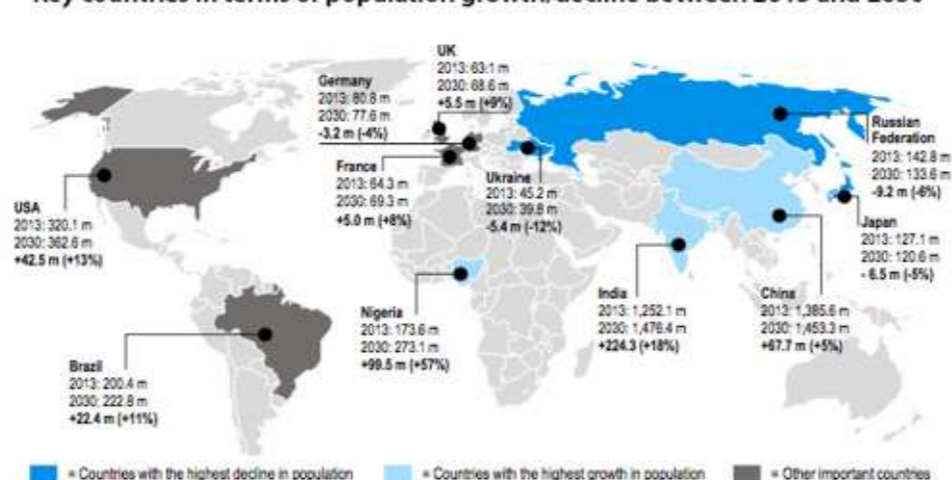 Key countries in terms of population growth/decline between 2013 and 2030
UK
2013: 63.1 m
2030: 68.6 m
+5.5 m (+9%)
Germany
2013: 80.8 m
2030: 77.6 m
-3.2 m (-4%)
France
2013: 64.3 m
2030: 69.3 m
+5.0 m (+8%)
Ukraine
2013: 45.2 m
2030: 39.8 m
-5.4 m (-12%)
Russian
Federation
2013: 142.8 m
2030: 133.6 m
-9.2 m (-6%)
USA
2013: 320.1 m
2030: 362.6 m
+42.5 m (+13%)
Japan
2013: 127.1 m
2030: 120.6 m
- 6.5 m (-5%)
Nigeria
2013: 173.6 m
2030: 273.1 m
+99.5 m (+57%)
India
2013: 1,252.1 m
2030: 1,476.4 m
+224.3 (+18%)
China
2013: 1,385.6 m
2030: 1,453.3 m
+67.7 m (+5%)
Brazil
2013: 200.4 m
2030: 222.8 m
+22.4 m (+11%)
= Countries with the highest decline in population
= Countries with the highest growth in population
= Other important countries